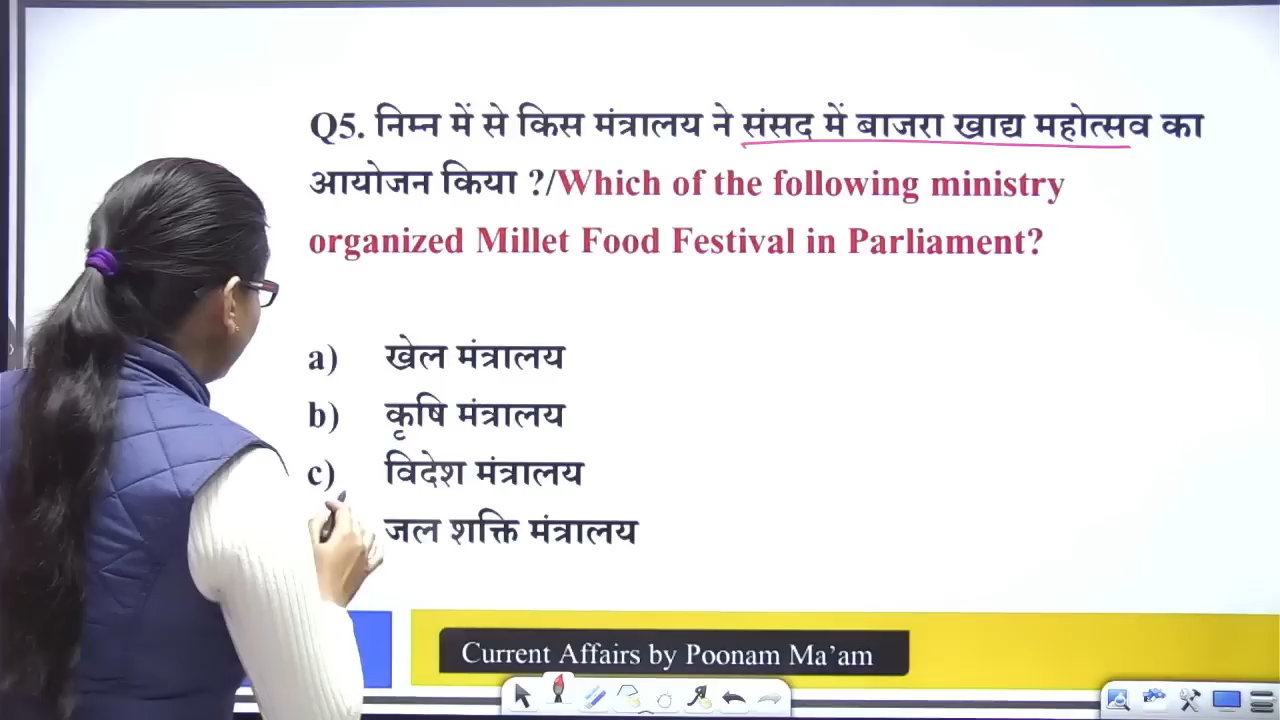 Q5. निम्न में से किस मंत्रालय ने संसद में बाजरा खाद्य महोत्सव का
आयोजन किया ?/Which of the following ministry
organized Millet Food Festival in Parliament?
a) खेल मंत्रालय
b) कृषि मंत्रालय
c) विदेश मंत्रालय
जल शक्ति मंत्रालय
Current Affairs by Poonam Ma’am